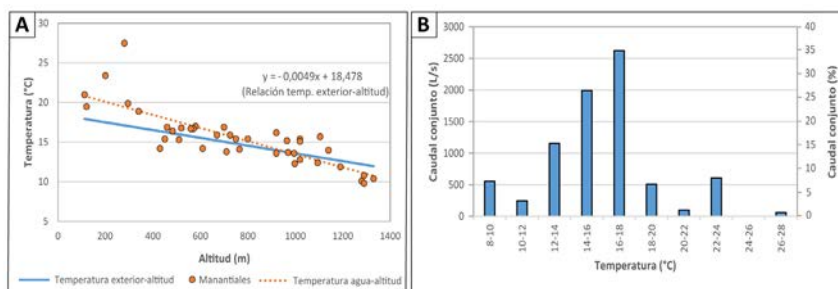 A
30
25
20
15
10
5
Temperatura (°C)
y = - 0,0049x + 18,478
(Relación temp. exterior-altitud)
0 200 400 600 800 1000 1200 1400
Altitud (m)
Temperatura exterior-altitud Manantiales Temperatura agua-altitud
B
3000
2500
2000
1500
1000
500
0
Caudal conjunto (L/s)
40
35
30
25
20
15
10
5
0
Caudal conjunto (%)
8-10 10-12 12-14 14-16 16-18 18-20 20-22 22-24 24-26 26-28
Temperatura (°C)